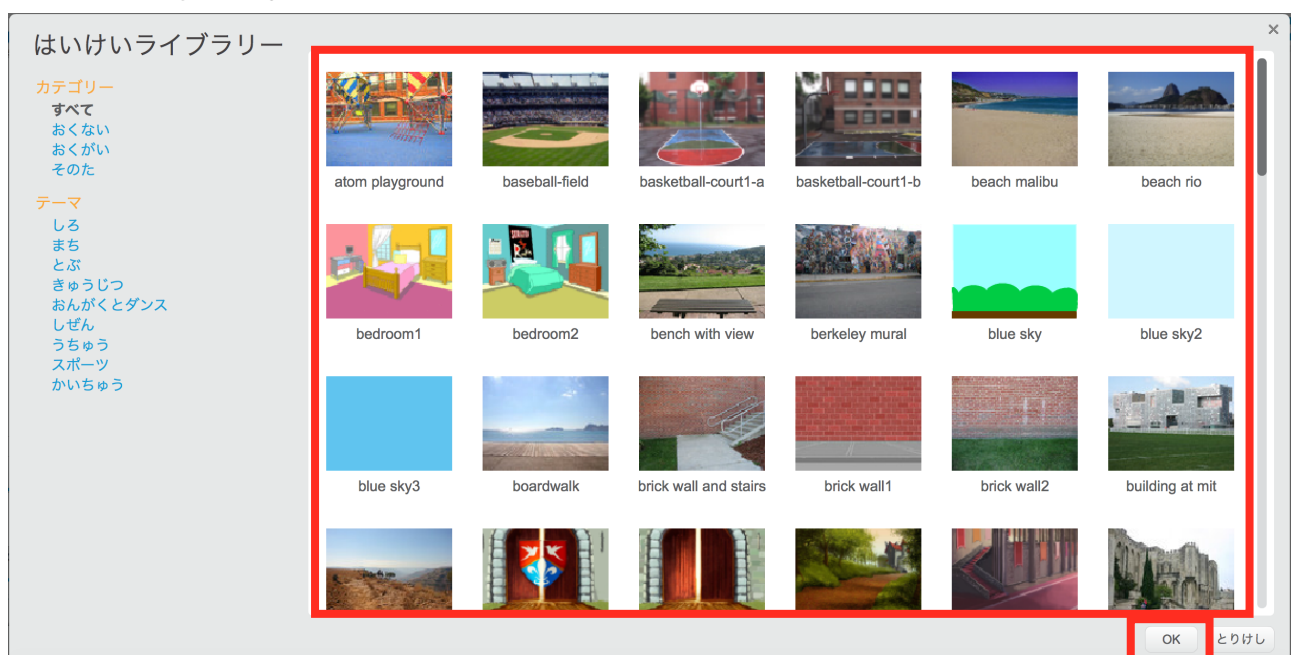 はいけいライブラリー
×
カテゴリー
すべて
おくない
おくがい
そのた
テーマ
しろ
まち
とぶ
きゅうじつ
おんがくとダンス
しぜん
うちゅう
スポーツ
かいちゅう
atom playground
baseball-field
basketball-court1-a
basketball-court1-b
beach malibu
beach rio
bedroom1
bedroom2
bench with view
berkeley mural
blue sky
blue sky2
blue sky3
boardwalk
brick wall and stairs
brick wall1
brick wall2
building at mit
OK
とりけし